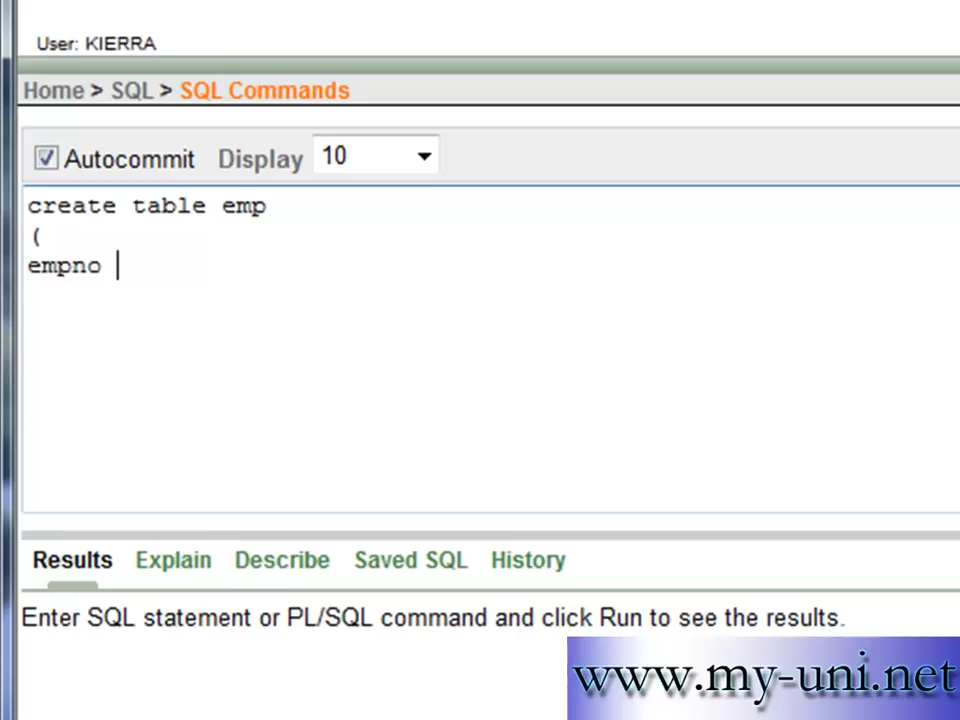 User: KIERRA
Home > SQL > SQL Commands
Autocommit Display 10
create table emp
(
empno
Results Explain Describe Saved SQL History
Enter SQL statement or PL/SQL command and click Run to see the results.
www.my-uni.net